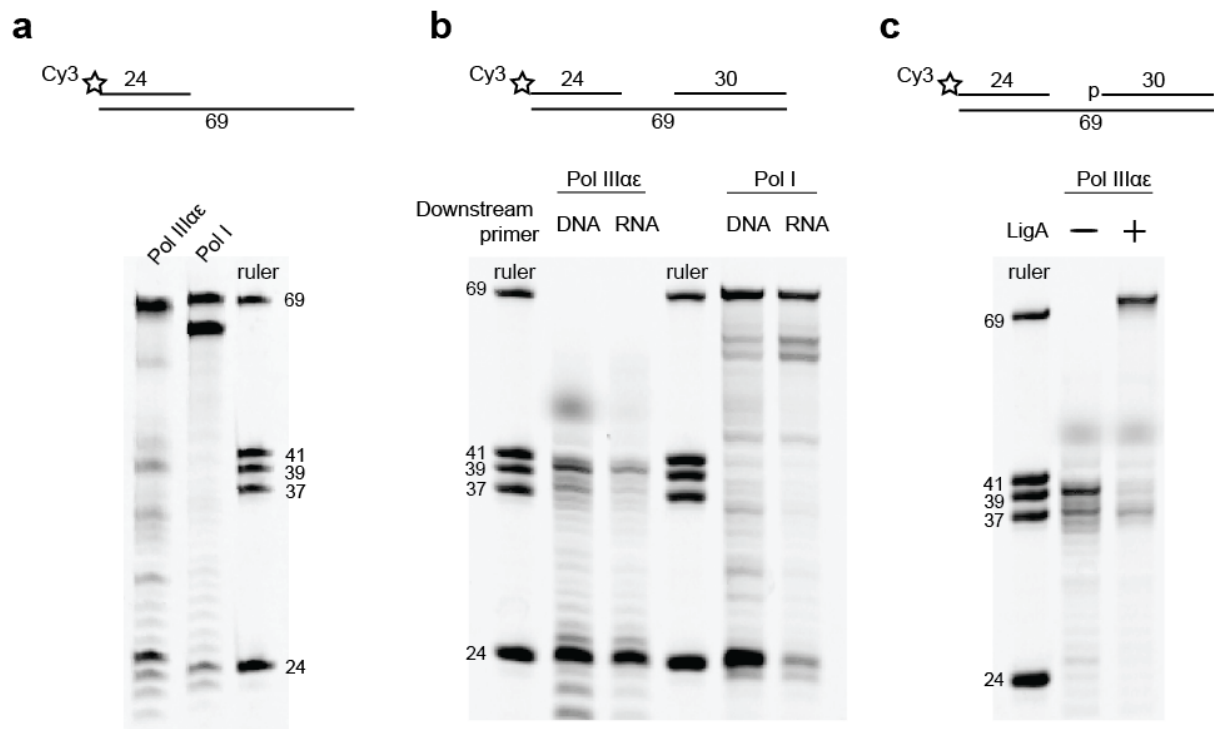 a
Cy3 24
69
Pol IIIαε
Pol I
ruler
69
41
39
37
24
b
Cy3 24 30
69
Pol IIIαε Pol I
Downstream primer DNA RNA DNA RNA
ruler ruler
69
41
39
37
24
c
Cy3 24 p 30
69
Pol IIIαε
LigA − +
ruler
69
41
39
37
24